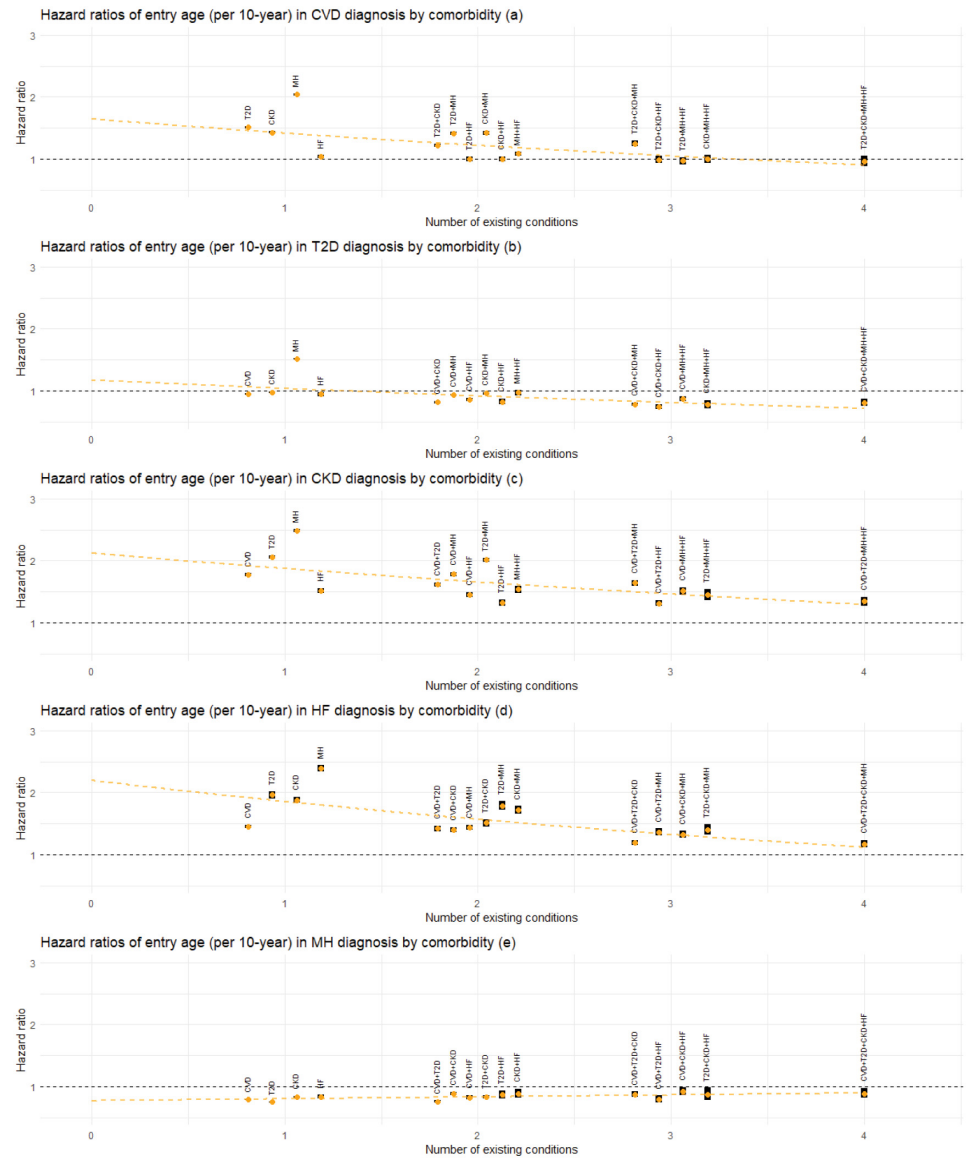 Hazard ratios of entry age (per 10-year) in CVD diagnosis by comorbidity (a)
3
2
1
Hazard ratio
T2D
CKD
MH
HF
T2D+CKD
T2D+MH
T2D+HF
CKD+MH
CKD+HF
MH+HF
T2D+CKD+MH
T2D+CKD+HF
T2D+MH+HF
CKD+MH+HF
T2D+CKD+MH+HF
0 1 2 3 4
Number of existing conditions
Hazard ratios of entry age (per 10-year) in T2D diagnosis by comorbidity (b)
3
2
1
Hazard ratio
CVD
CKD
MH
HF
CVD+CKD
CVD+MH
CVD+HF
CKD+MH
CKD+HF
MH+HF
CVD+CKD+MH
CVD+CKD+HF
CVD+MH+HF
CKD+MH+HF
CVD+CKD+MH+HF
0 1 2 3 4
Number of existing conditions
Hazard ratios of entry age (per 10-year) in CKD diagnosis by comorbidity (c)
3
2
1
Hazard ratio
CVD
T2D
MH
HF
CVD+T2D
CVD+MH
CVD+HF
T2D+MH
T2D+HF
MH+HF
CVD+T2D+MH
CVD+T2D+HF
CVD+MH+HF
T2D+MH+HF
CVD+T2D+MH+HF
0 1 2 3 4
Number of existing conditions
Hazard ratios of entry age (per 10-year) in HF diagnosis by comorbidity (d)
3
2
1
Hazard ratio
CVD
T2D
CKD
MH
CVD+T2D
CVD+CKD
CVD+MH
T2D+CKD
T2D+MH
CKD+MH
CVD+T2D+CKD
CVD+T2D+MH
CVD+CKD+MH
T2D+CKD+MH
CVD+T2D+CKD+MH
0 1 2 3 4
Number of existing conditions
Hazard ratios of entry age (per 10-year) in MH diagnosis by comorbidity (e)
3
2
1
0
Hazard ratio
CVD
T2D
CKD
HF
CVD+T2D
CVD+CKD
CVD+HF
T2D+CKD
T2D+HF
CKD+HF
CVD+T2D+CKD
CVD+T2D+HF
CVD+CKD+HF
T2D+CKD+HF
CVD+T2D+CKD+HF
1 2 3 4
Number of existing conditions